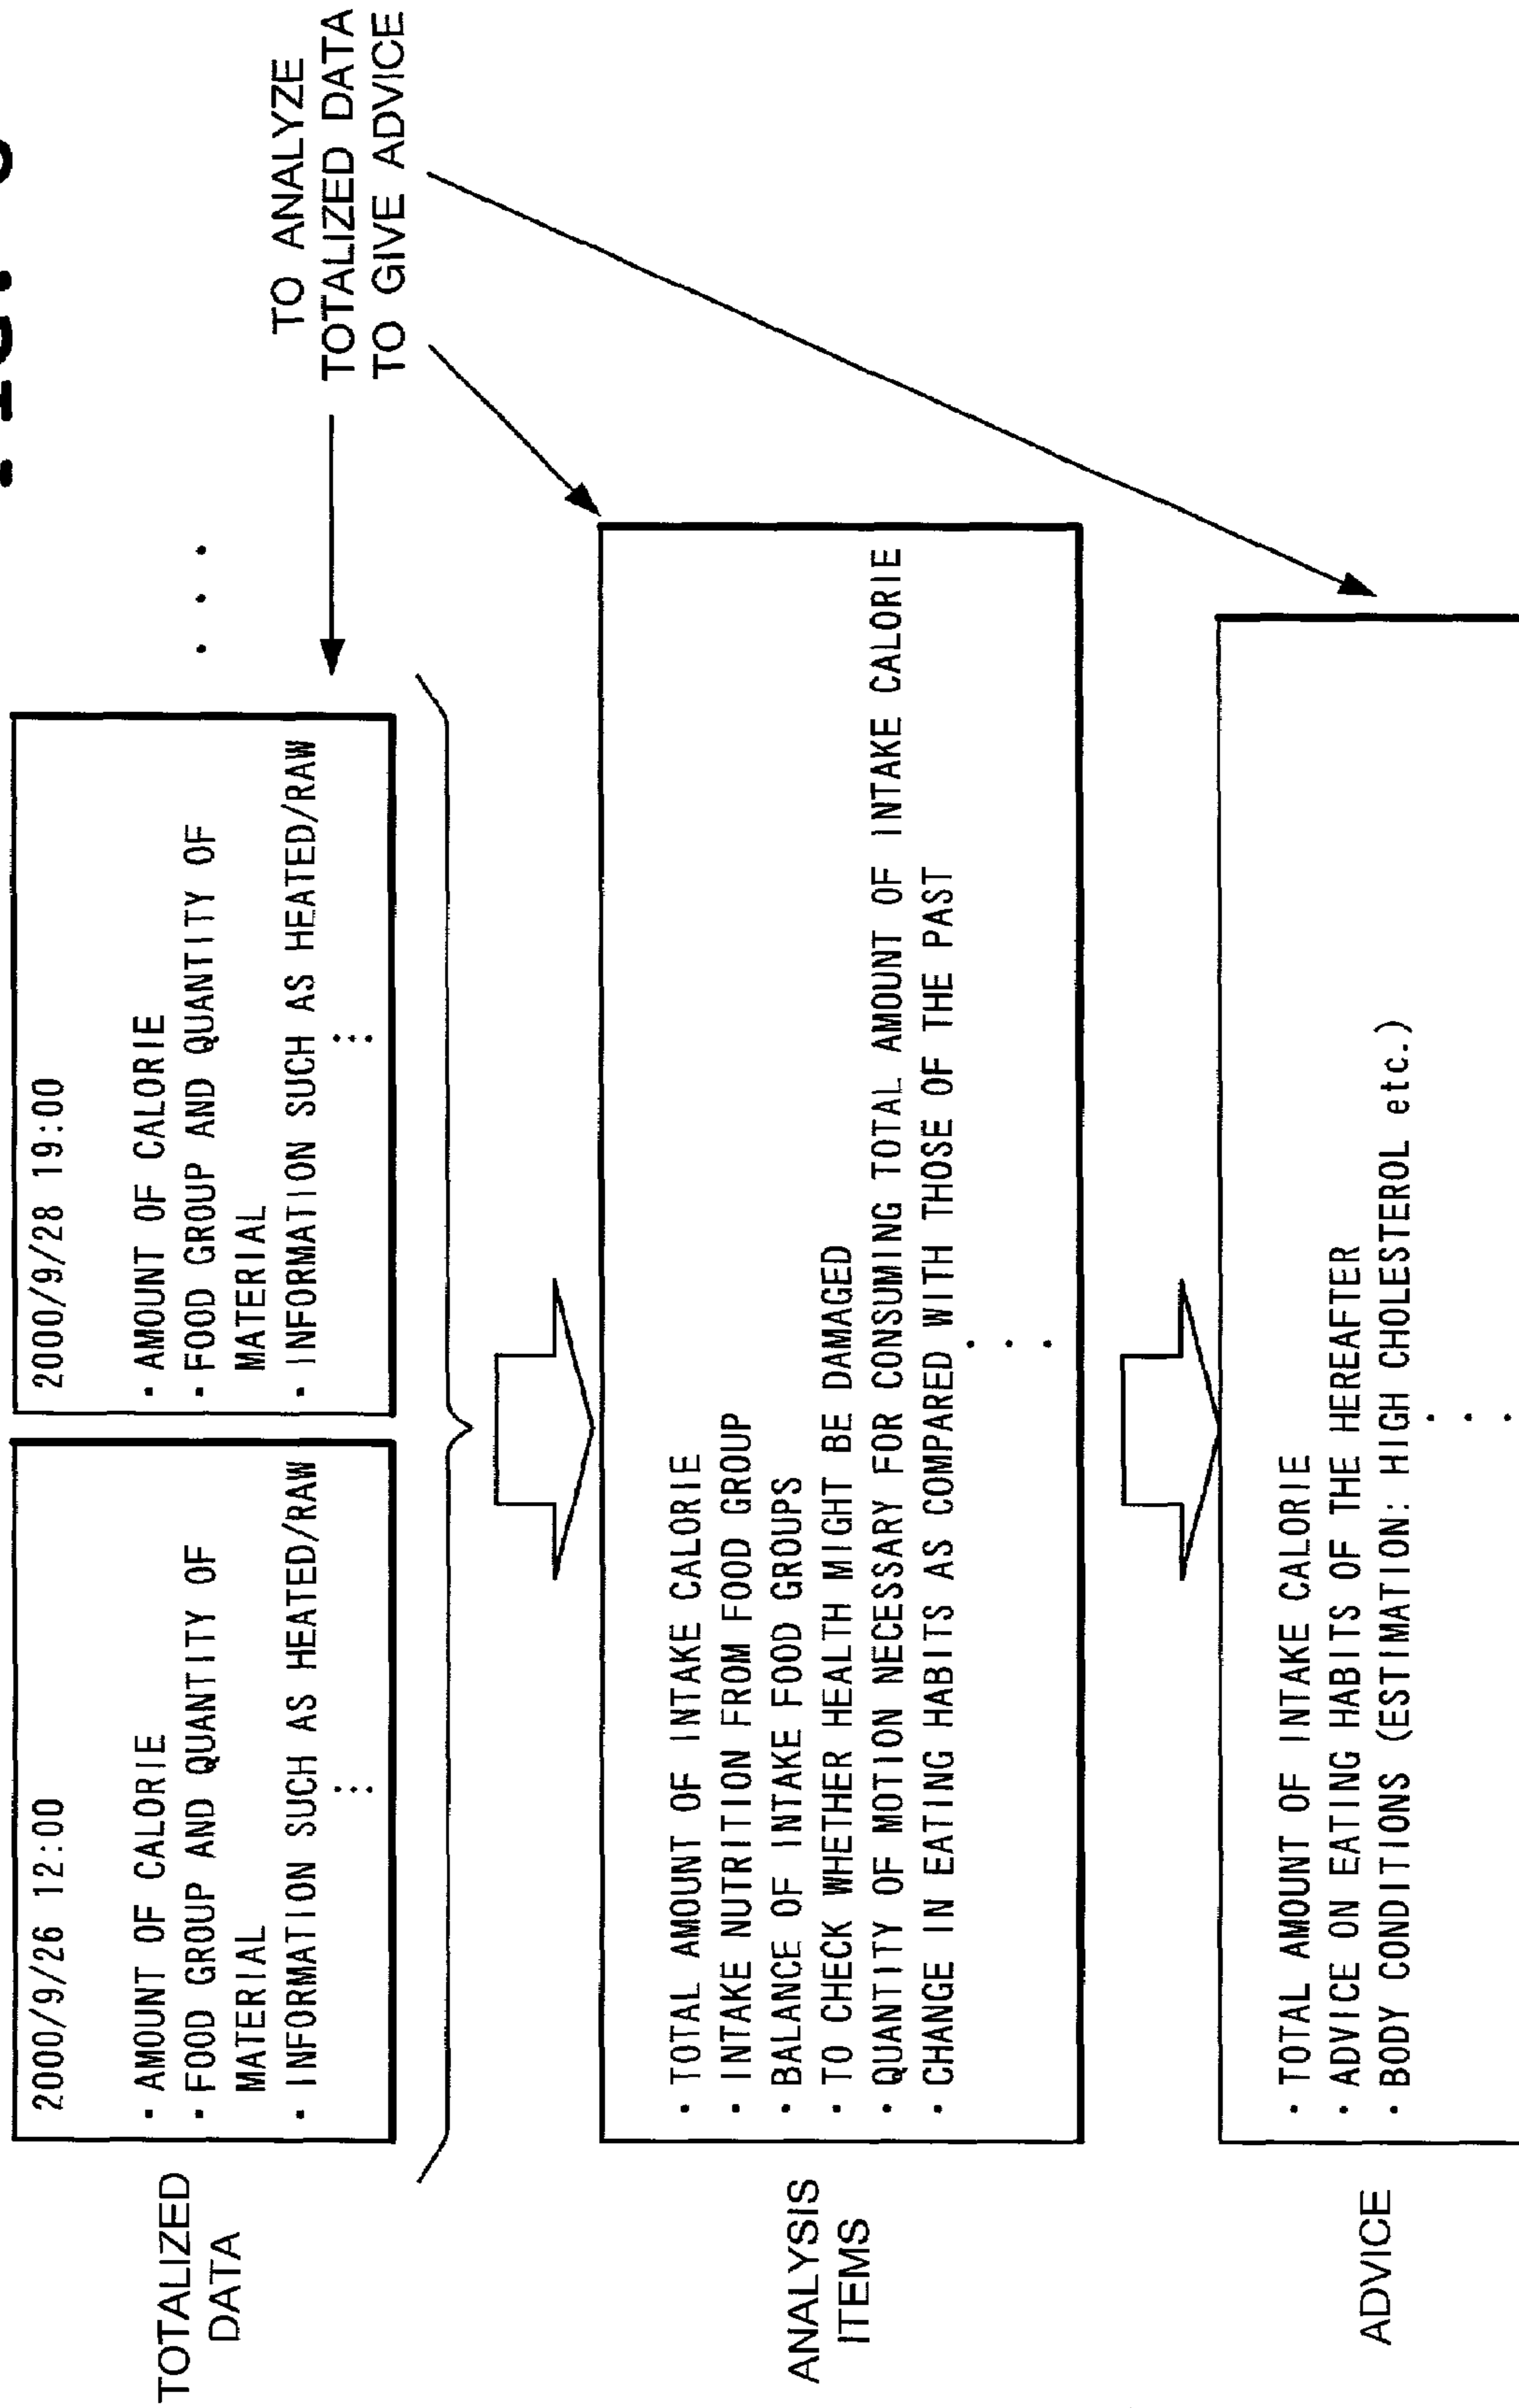 TO ANALYZE
TOTALIZED DATA
TO GIVE ADVICE
TOTALIZED
DATA
2000/9/26 12:00
· AMOUNT OF CALORIE
· FOOD GROUP AND QUANTITY OF
MATERIAL
· INFORMATION SUCH AS HEATED/RAW
2000/9/28 19:00
· AMOUNT OF CALORIE
· FOOD GROUP AND QUANTITY OF
MATERIAL
· INFORMATION SUCH AS HEATED/RAW
. . .
ANALYSIS
ITEMS
· TOTAL AMOUNT OF INTAKE CALORIE
· INTAKE NUTRITION FROM FOOD GROUP
· BALANCE OF INTAKE FOOD GROUPS
· TO CHECK WHETHER HEALTH MIGHT BE DAMAGED
· QUANTITY OF MOTION NECESSARY FOR CONSUMING TOTAL AMOUNT OF INTAKE CALORIE
· CHANGE IN EATING HABITS AS COMPARED WITH THOSE OF THE PAST
ADVICE
· TOTAL AMOUNT OF INTAKE CALORIE
· ADVICE ON EATING HABITS OF THE HEREAFTER
· BODY CONDITIONS (ESTIMATION: HIGH CHOLESTEROL etc.)